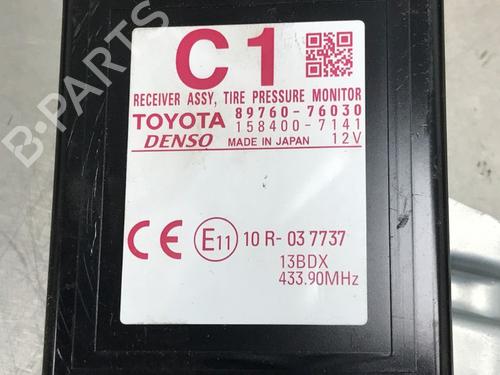 C1
RECEIVER ASSY, TIRE PRESSURE MONITOR
TOYOTA 89760-76030
158400-7141
DENSO MADE IN JAPAN 12V
CE E11 10 R- 03 7737
13BDX
433.90MHz
B-PARTS